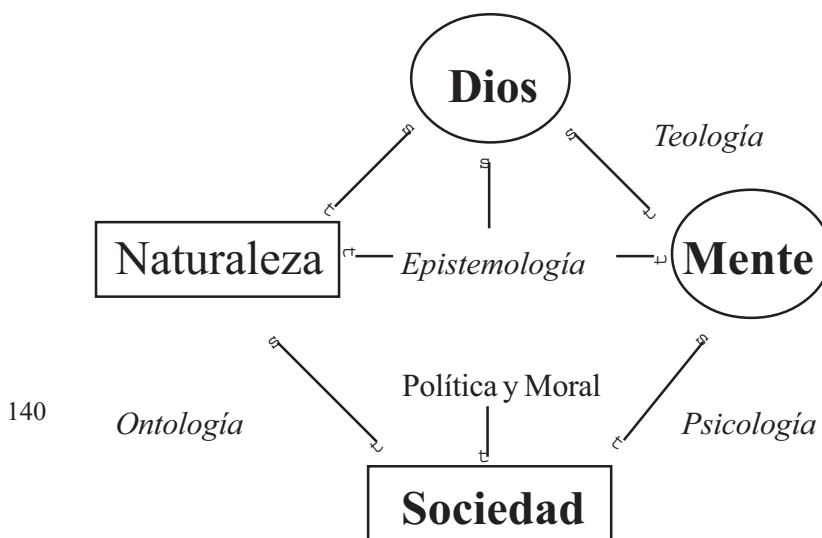 Dios
Teología
Naturaleza
Epistemología
Mente
Política y Moral
140
Ontología
Psicología
Sociedad